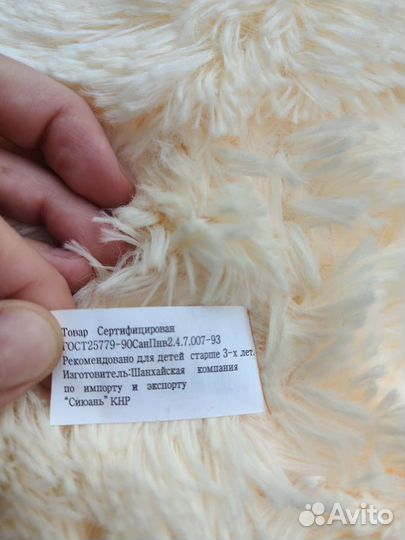 Товар Сертифицирован
ГОСТ25779-90СанПнв2.4.7.007-93
Рекомендовано для детей старше 3-х лет.
Изготовитель:Шанхайская компания
по импорту и экспорту
"Сиюань" КНР
Avito